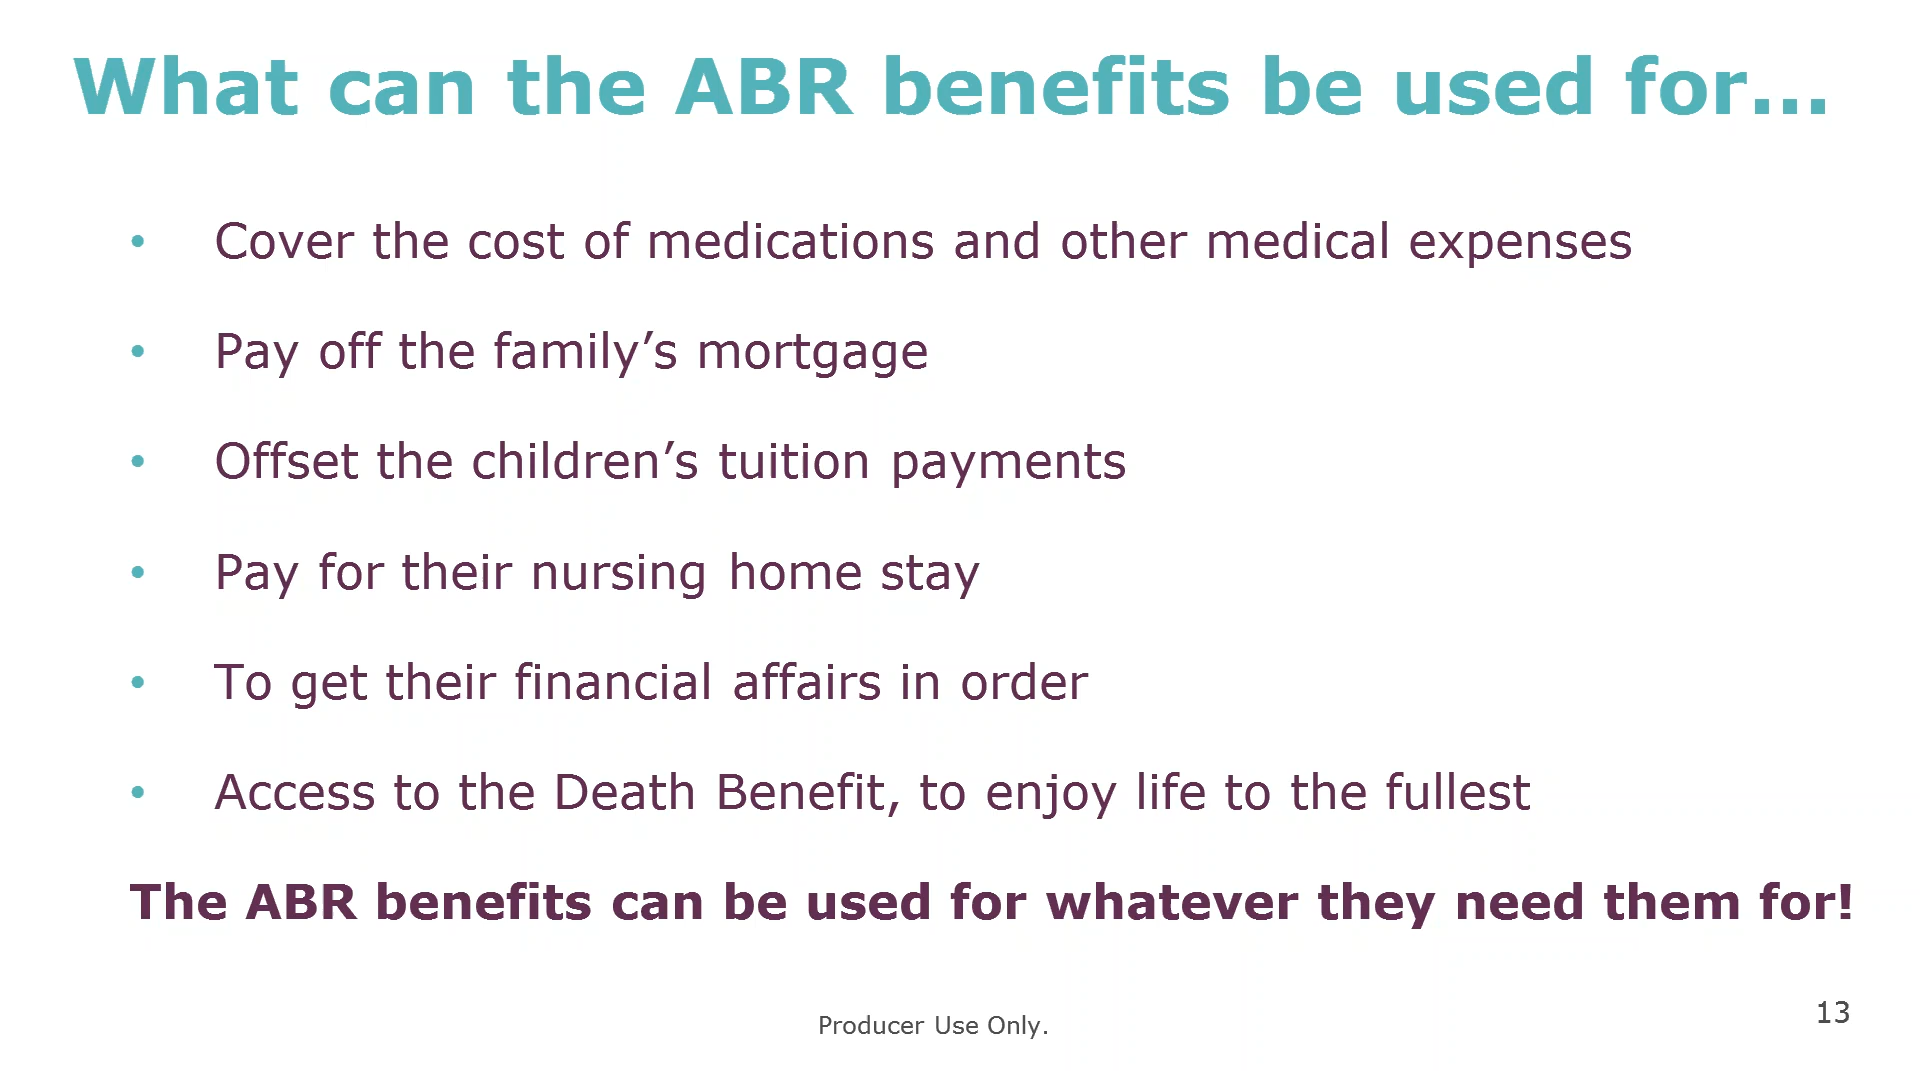 What can the ABR benefits be used for...
• Cover the cost of medications and other medical expenses
• Pay off the family’s mortgage
• Offset the children’s tuition payments
• Pay for their nursing home stay
• To get their financial affairs in order
• Access to the Death Benefit, to enjoy life to the fullest
The ABR benefits can be used for whatever they need them for!
Producer Use Only.
13